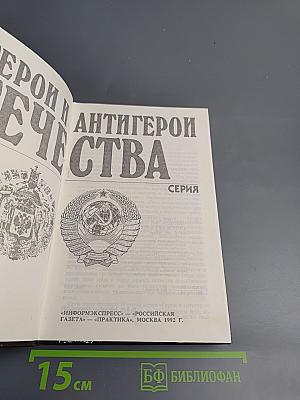 ЕРОИ И АНТИГЕРОИ
ЕЧЕСТВА
СЕРИЯ
«ИНФОРМЭКСПРЕСС» — «РОССИЙСКАЯ
ГАЗЕТА» — «ПРАКТИКА», МОСКВА 1992 Г.
15 см
БФ БИБЛИОФАН